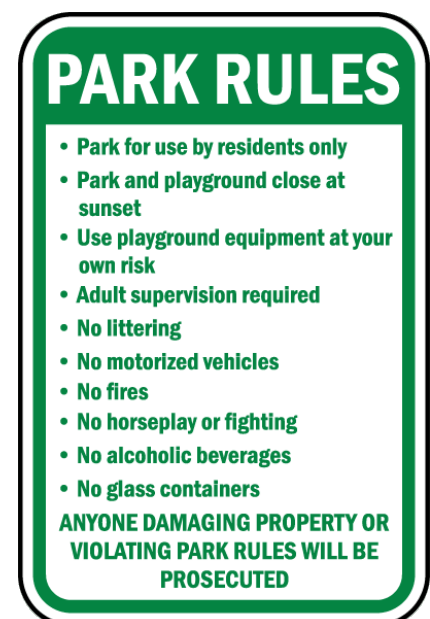 PARK RULES
• Park for use by residents only
• Park and playground close at
sunset
• Use playground equipment at your
own risk
• Adult supervision required
• No littering
• No motorized vehicles
• No fires
• No horseplay or fighting
• No alcoholic beverages
• No glass containers
ANYONE DAMAGING PROPERTY OR
VIOLATING PARK RULES WILL BE
PROSECUTED